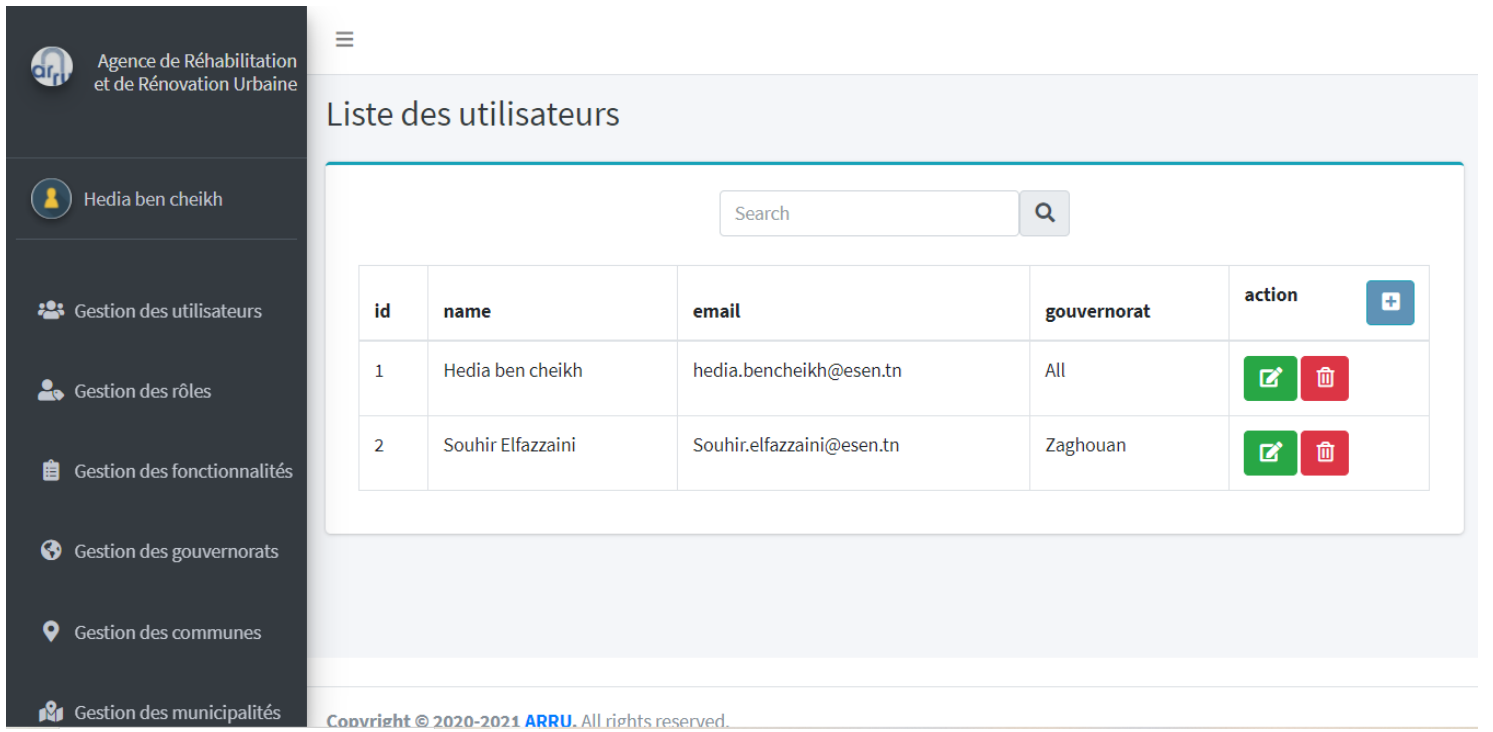 arru
Agence de Réhabilitation
et de Rénovation Urbaine
Hedia ben cheikh
Gestion des utilisateurs
Gestion des rôles
Gestion des fonctionnalités
Gestion des gouvernorats
Gestion des communes
Gestion des municipalités
Liste des utilisateurs
Search
id name email gouvernorat action
1 Hedia ben cheikh hedia.bencheikh@esen.tn All
2 Souhir Elfazzaini Souhir.elfazzaini@esen.tn Zaghouan
Copyright © 2020-2021 ARRU. All rights reserved.